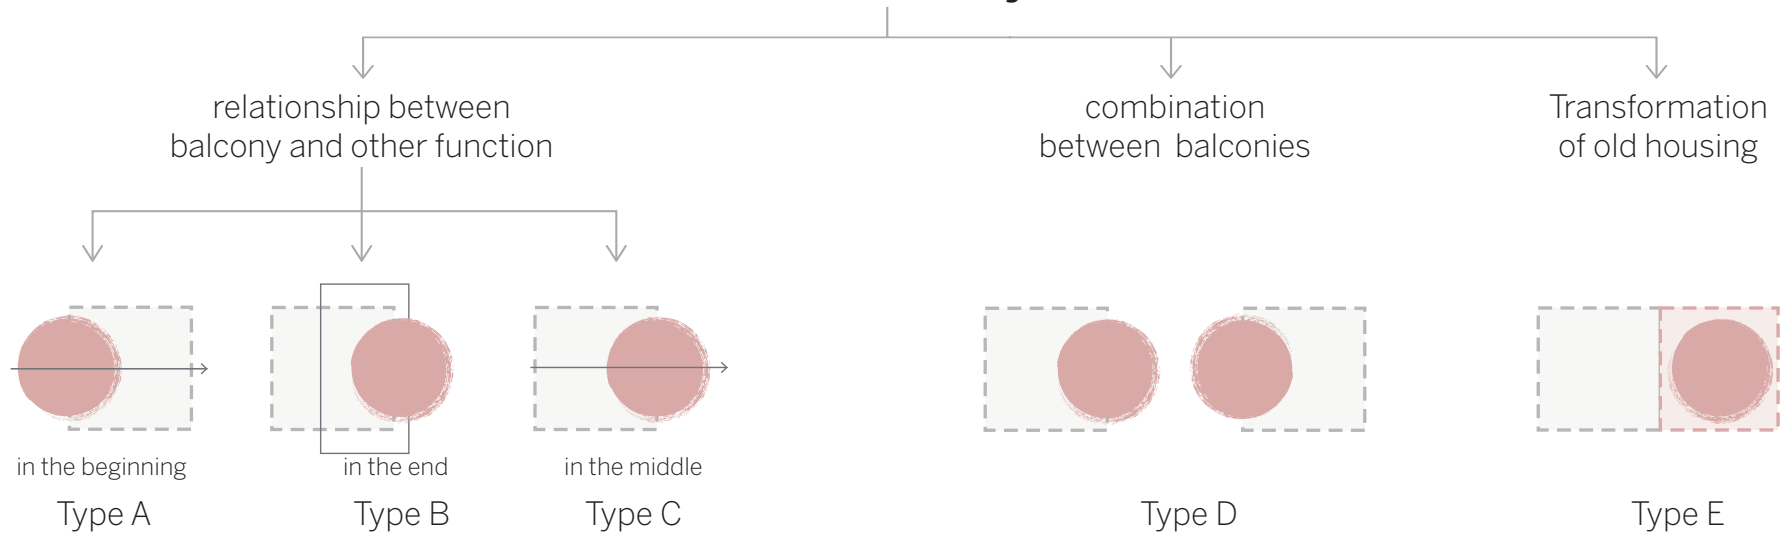 relationship between
balcony and other function
combination
between balconies
Transformation
of old housing
in the beginning
in the end
in the middle
Type A
Type B
Type C
Type D
Type E